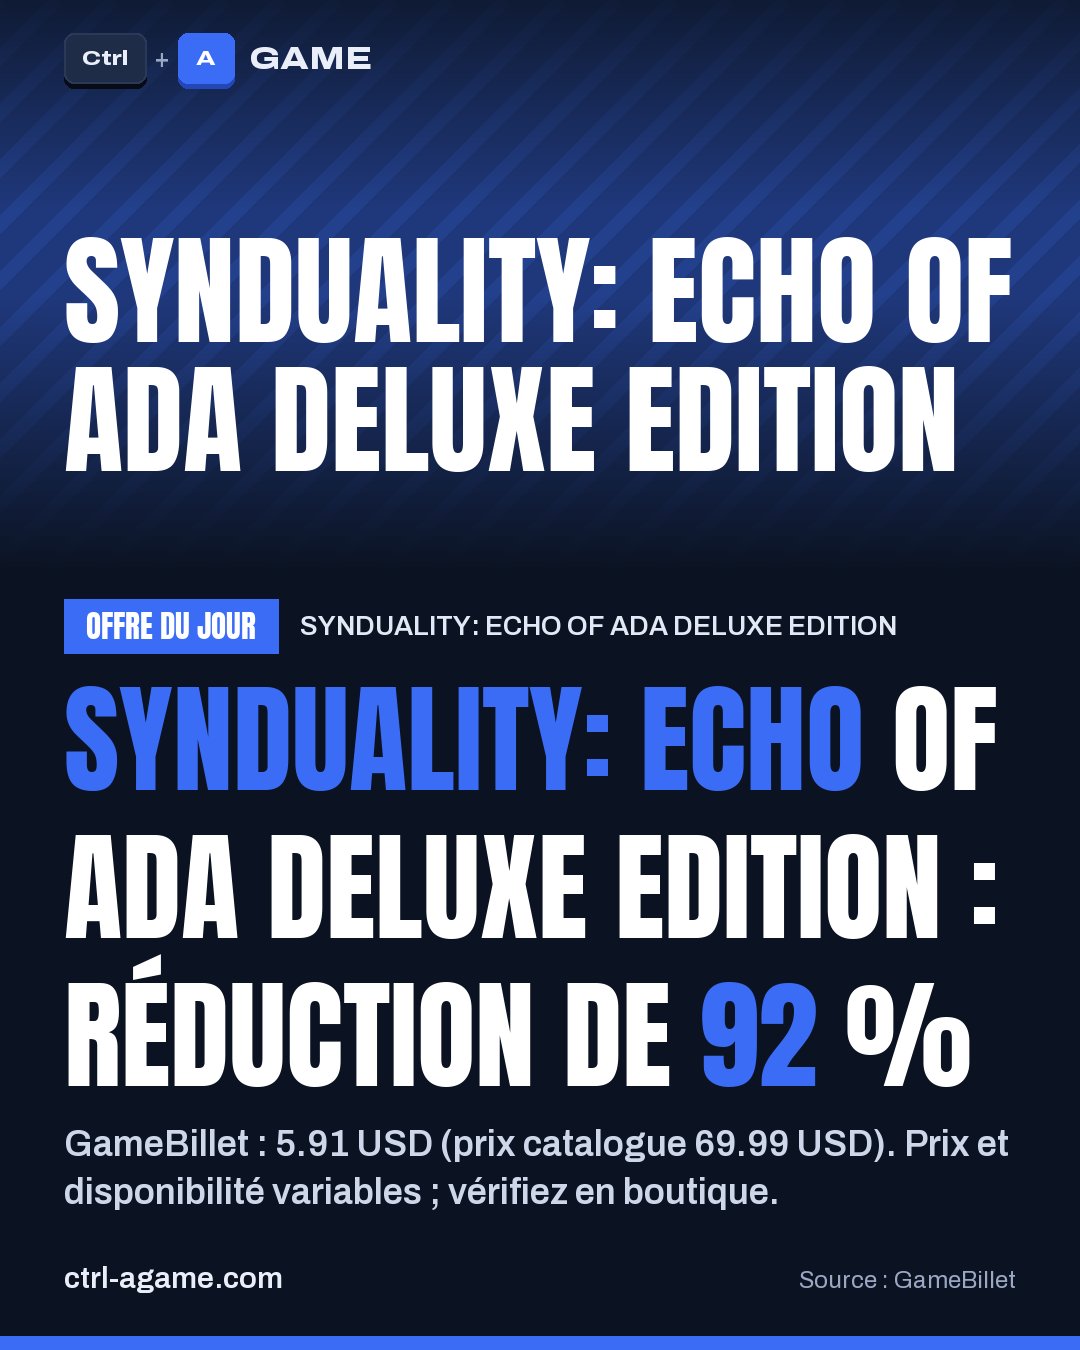 Ctrl + A GAME
SYNDUALITY: ECHO OF
ADA DELUXE EDITION
OFFRE DU JOUR SYNDUALITY: ECHO OF ADA DELUXE EDITION
SYNDUALITY: ECHO OF
ADA DELUXE EDITION :
RÉDUCTION DE 92 %
GameBillet : 5.91 USD (prix catalogue 69.99 USD). Prix et
disponibilité variables ; vérifiez en boutique.
ctrl-agame.com Source : GameBillet